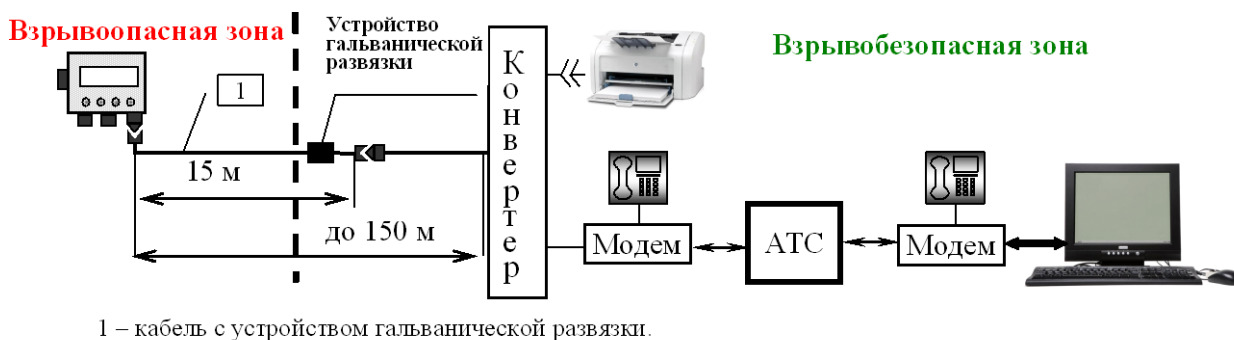 Взрывоопасная зона
Устройство
гальванической
развязки
Взрывобезопасная зона
1
Конвертер
15 м
до 150 м
Модем
АТС
Модем
1 – кабель с устройством гальванической развязки.